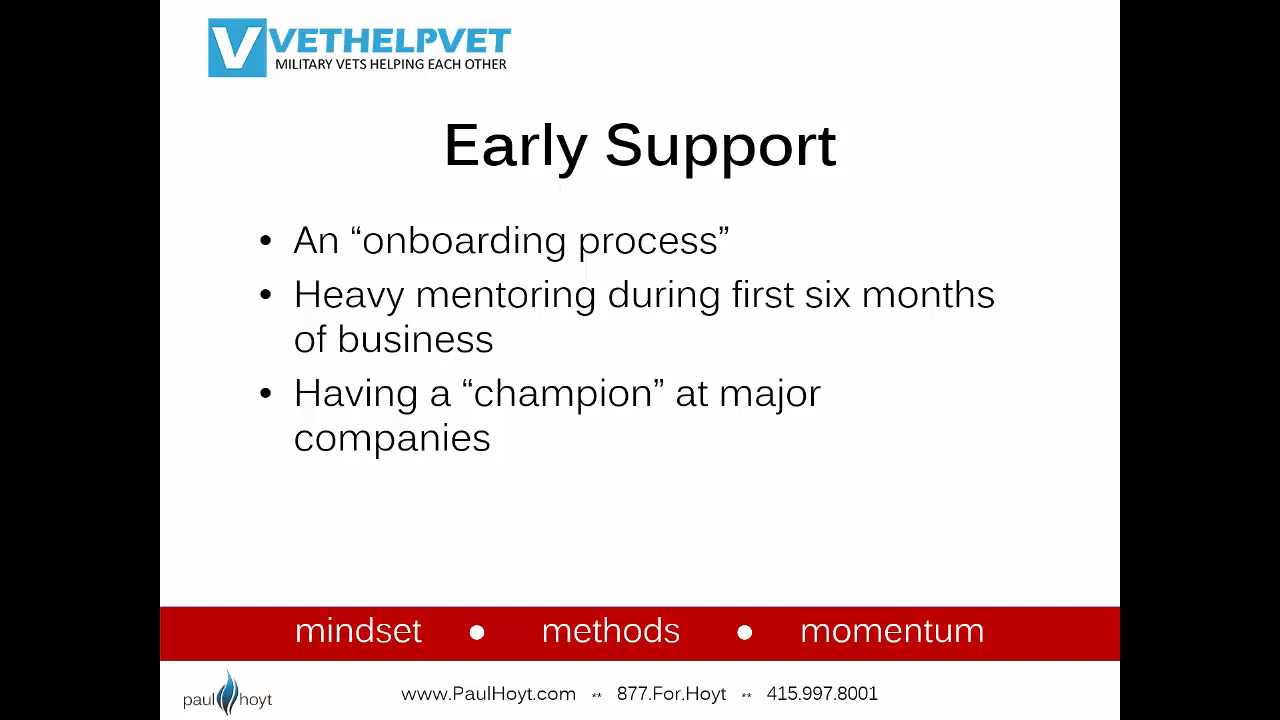 V VETHELPVET
MILITARY VETS HELPING EACH OTHER
Early Support
• An “onboarding process”
• Heavy mentoring during first six months
of business
• Having a “champion” at major
companies
mindset ● methods ● momentum
paul hoyt
www.PaulHoyt.com ** 877.For.Hoyt ** 415.997.8001